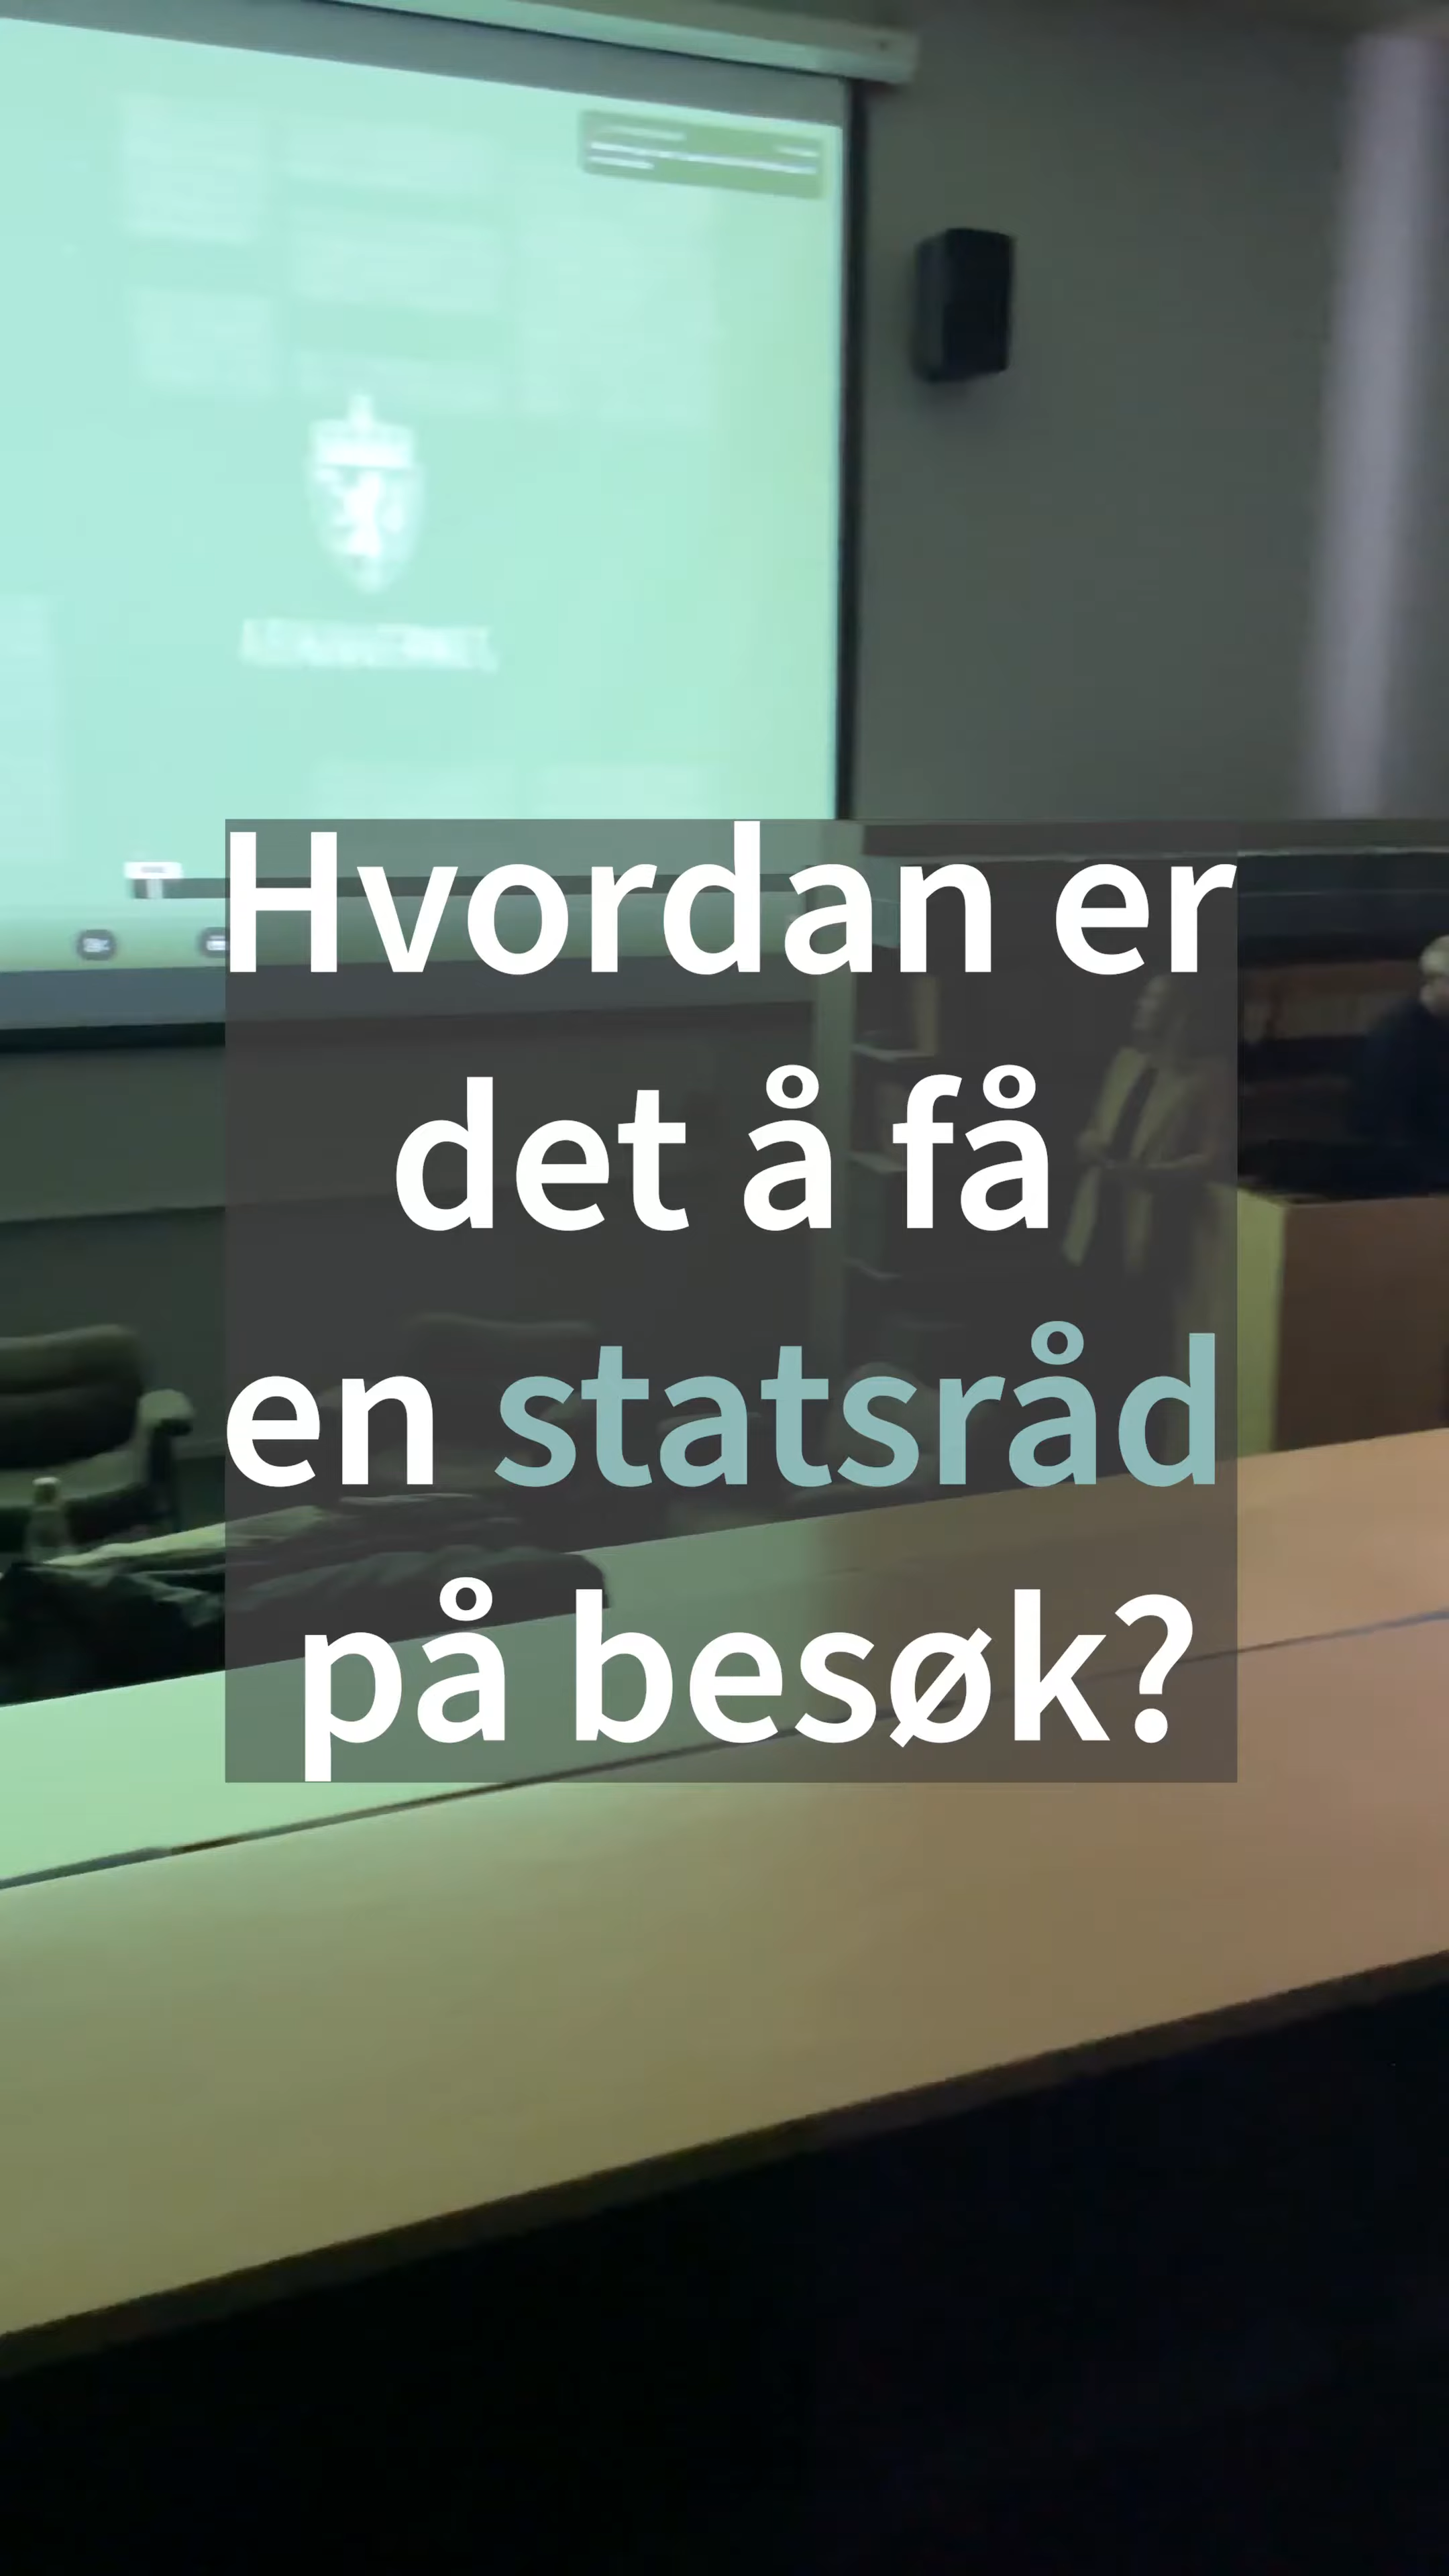 Hvordan er
det å få
en statsråd
på besøk?